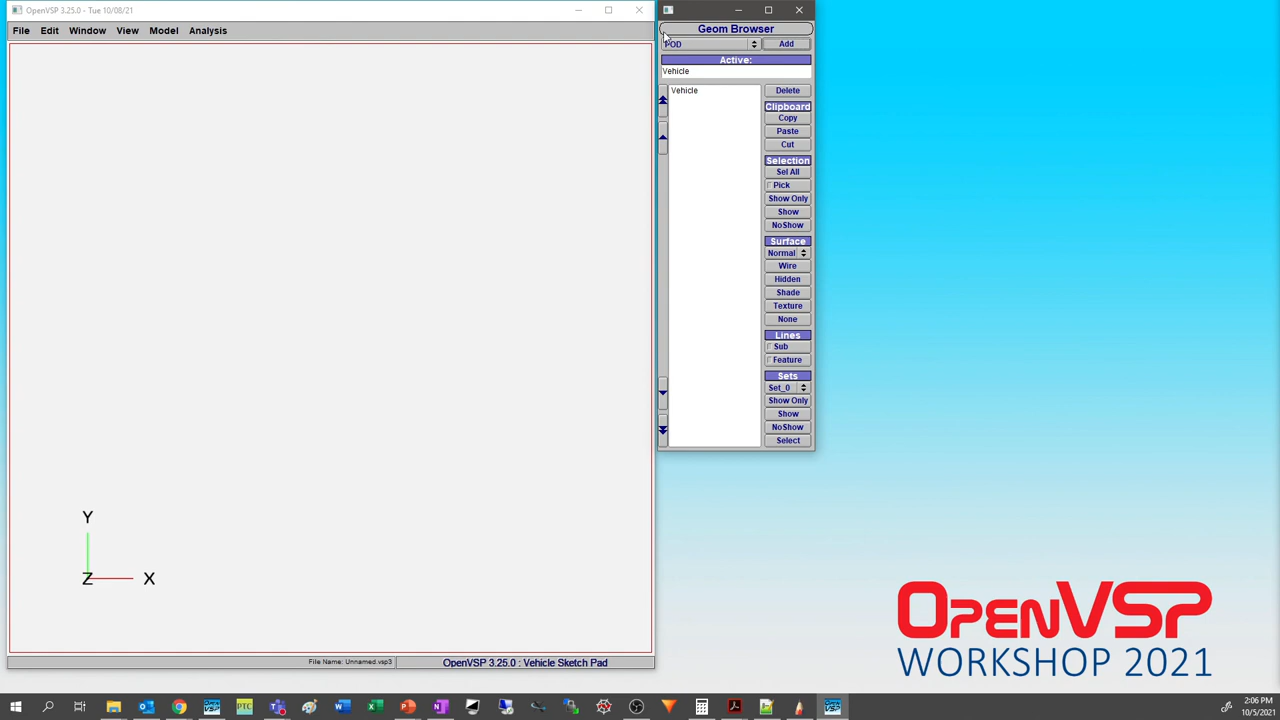 OpenVSP 3.25.0 - Tue 10/08/21
File Edit Window View Model Analysis
Y
Z
X
File Name: Unnamed.vsp3
OpenVSP 3.25.0 : Vehicle Sketch Pad
Geom Browser
POD
Add
Active:
Vehicle
Vehicle
Delete
Clipboard
Copy
Paste
Cut
Selection
Sel All
Pick
Show Only
Show
NoShow
Surface
Normal
Wire
Hidden
Shade
Texture
None
Lines
Sub
Feature
Sets
Set_0
Show Only
Show
NoShow
Select
OPENVSP
WORKSHOP 2021
PTC
2:06 PM
10/5/2021